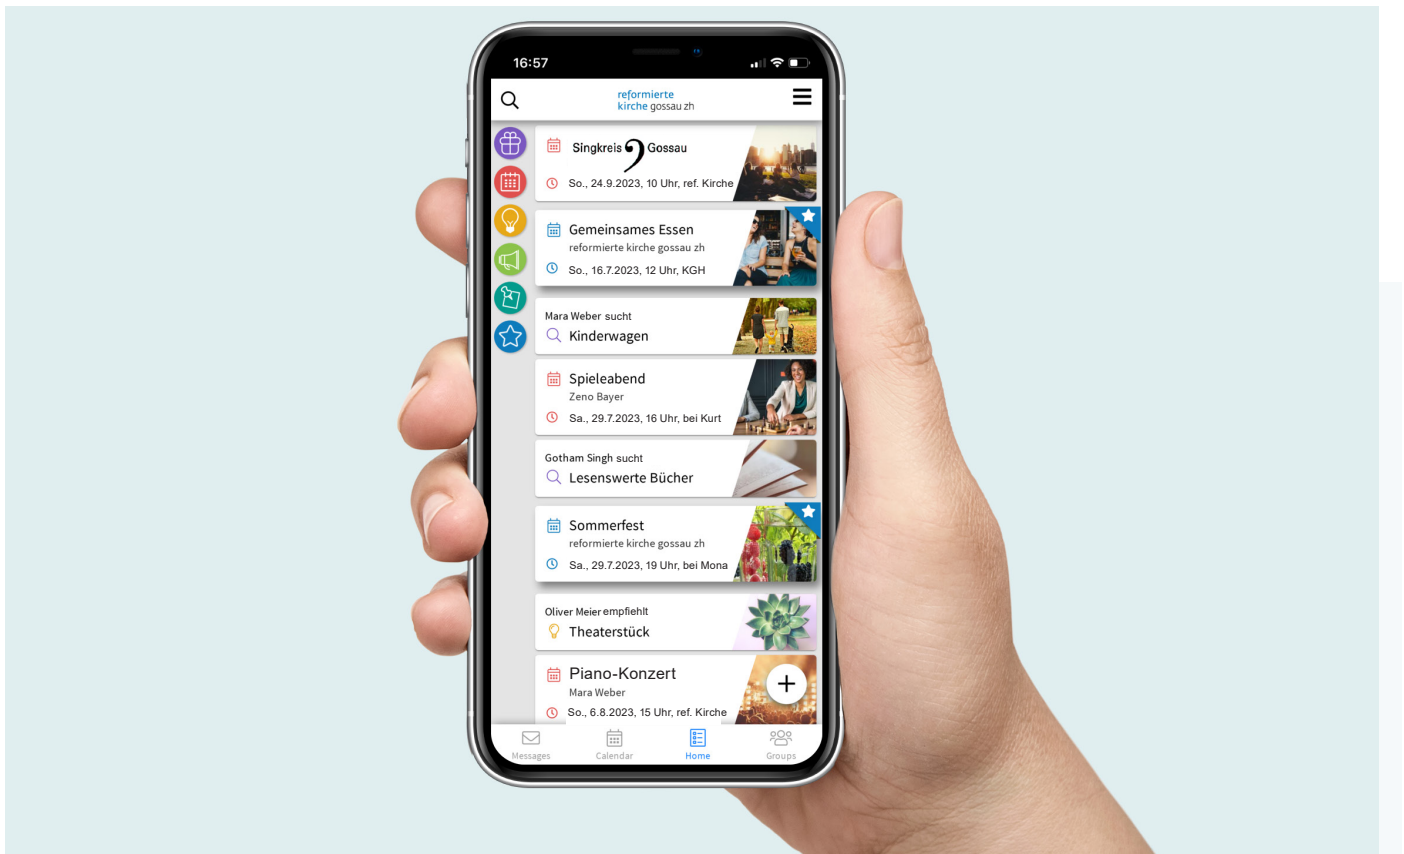 16:57
reformierte
kirche gossau zh
Singkreis Gossau
So., 24.9.2023, 10 Uhr, ref. Kirche
Gemeinsames Essen
reformierte kirche gossau zh
So., 16.7.2023, 12 Uhr, KGH
Mara Weber sucht
Kinderwagen
Spieleabend
Zeno Bayer
Sa., 29.7.2023, 16 Uhr, bei Kurt
Gotham Singh sucht
Lesenswerte Bücher
Sommerfest
reformierte kirche gossau zh
Sa., 29.7.2023, 19 Uhr, bei Mona
Oliver Meier empfiehlt
Theaterstück
Piano-Konzert
Mara Weber
So., 6.8.2023, 15 Uhr, ref. Kirche
Messages Calendar Home Groups